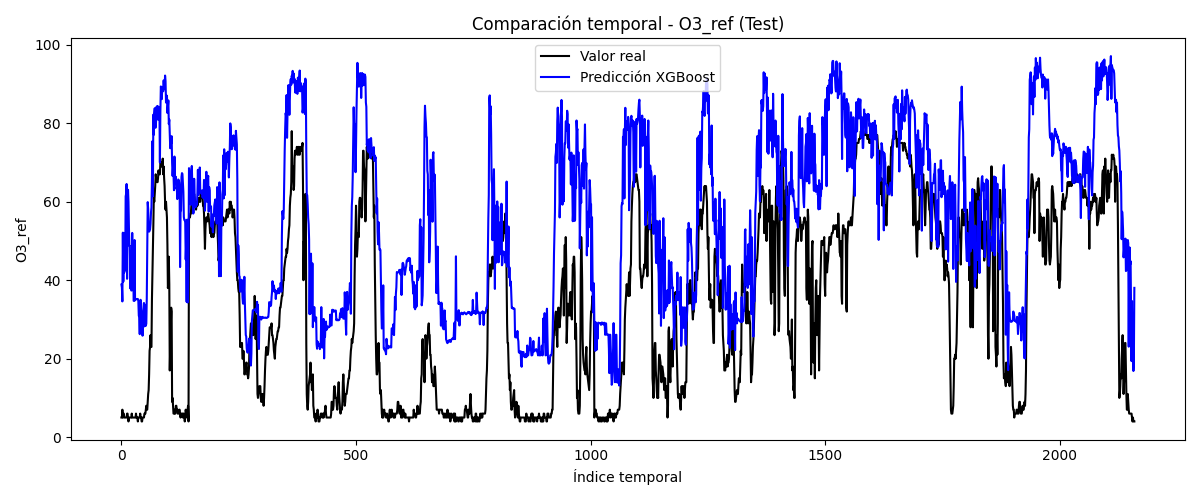 Comparación temporal - O3_ref (Test)
Valor real
Predicción XGBoost
O3_ref
100
80
60
40
20
0
0
500
1000
1500
2000
Índice temporal